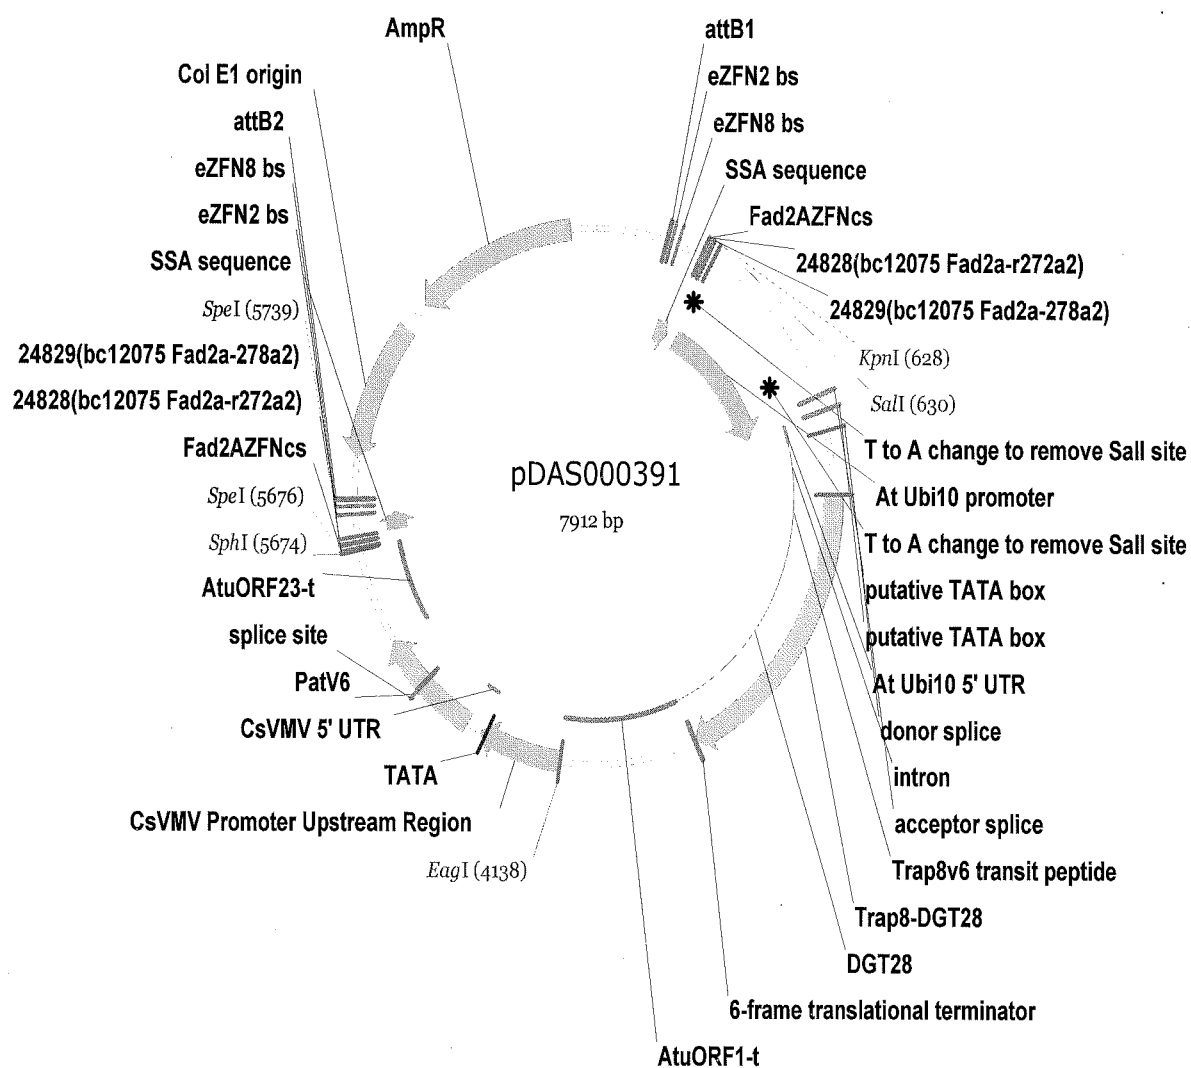 AmpR
attB1
Col E1 origin
eZFN2 bs
attB2
eZFN8 bs
eZFN8 bs
SSA sequence
eZFN2 bs
Fad2AZFNcs
SSA sequence
24828(bc12075 Fad2a-r272a2)
SpeI (5739)
24829(bc12075 Fad2a-278a2)
24829(bc12075 Fad2a-278a2)
KpnI (628)
24828(bc12075 Fad2a-r272a2)
SalI (630)
Fad2AZFNcs
T to A change to remove SalI site
pDAS000391
SpeI (5676)
At Ubi10 promoter
7912 bp
SphI (5674)
T to A change to remove SalI site
AtuORF23-t
putative TATA box
splice site
putative TATA box
PatV6
At Ubi10 5' UTR
CsVMV 5' UTR
donor splice
TATA
intron
CsVMV Promoter Upstream Region
acceptor splice
EagI (4138)
Trap8v6 transit peptide
Trap8-DGT28
DGT28
6-frame translational terminator
AtuORF1-t